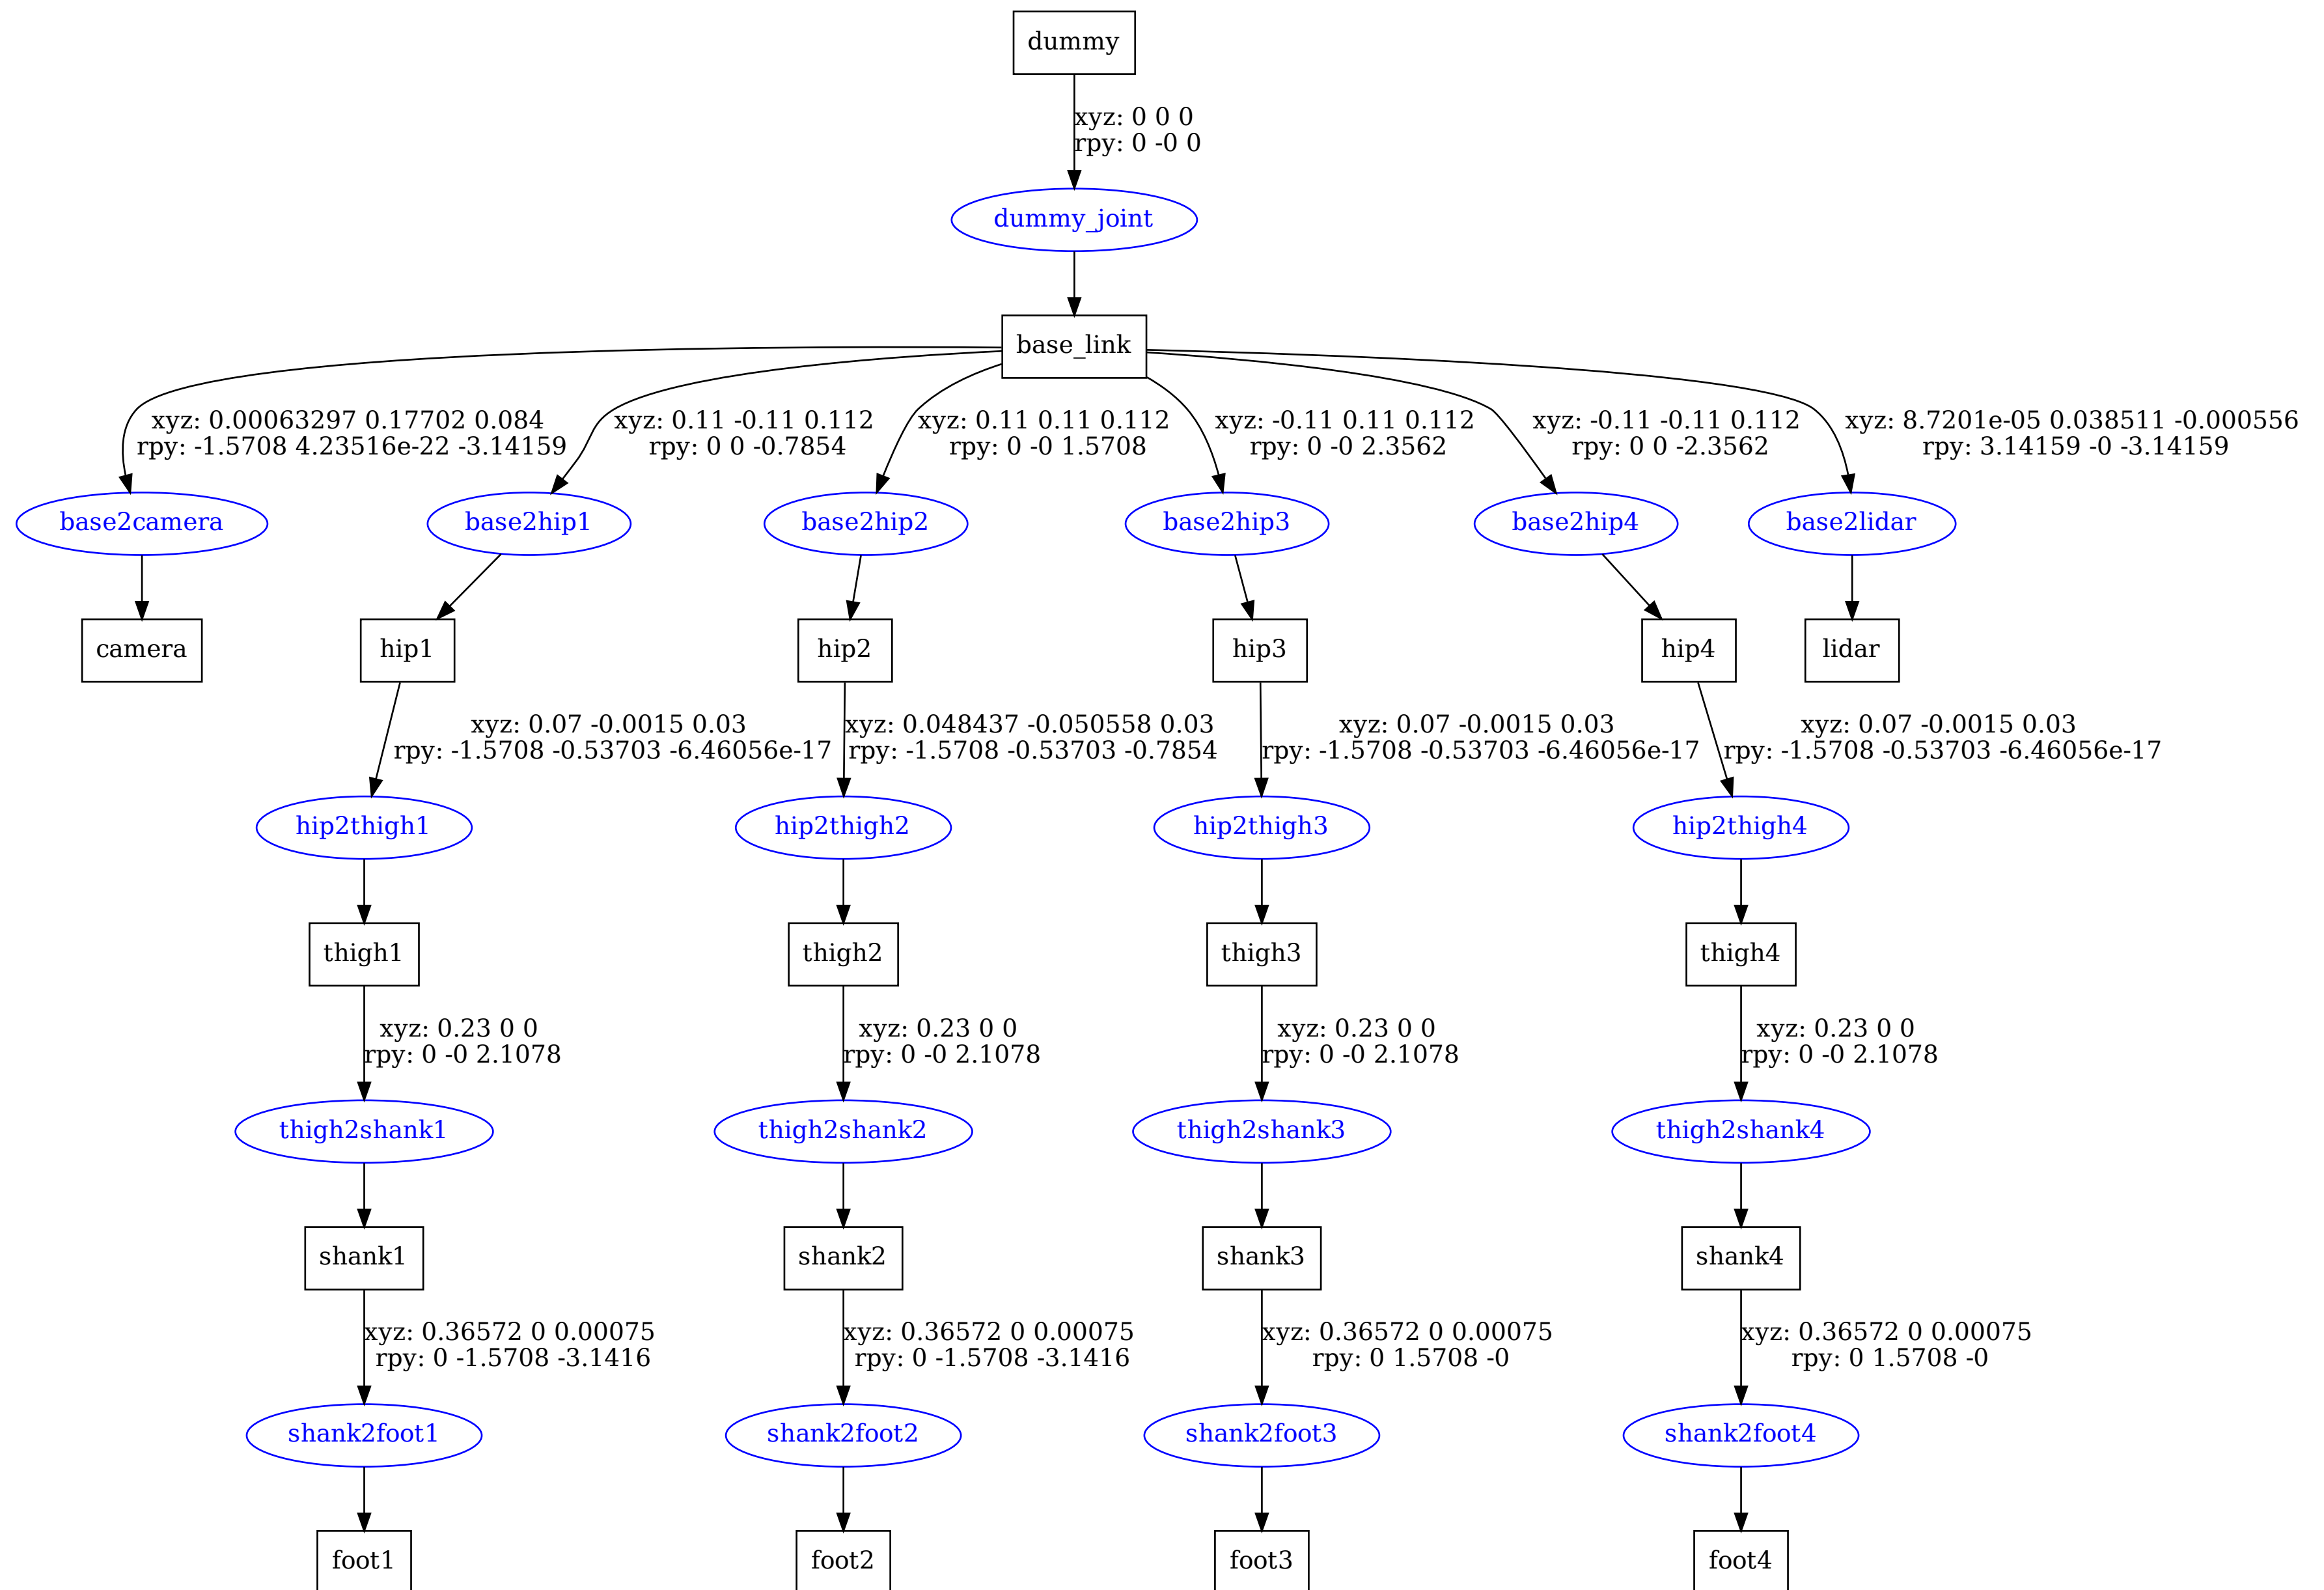 dummy
xyz: 0 0 0
rpy: 0 -0 0
dummy_joint
base_link
xyz: 0.00063297 0.17702 0.084
rpy: -1.5708 4.23516e-22 -3.14159
xyz: 0.11 -0.11 0.112
rpy: 0 0 -0.7854
xyz: 0.11 0.11 0.112
rpy: 0 -0 1.5708
xyz: -0.11 0.11 0.112
rpy: 0 -0 2.3562
xyz: -0.11 -0.11 0.112
rpy: 0 0 -2.3562
xyz: 8.7201e-05 0.038511 -0.000556
rpy: 3.14159 -0 -3.14159
base2camera
base2hip1
base2hip2
base2hip3
base2hip4
base2lidar
camera
hip1
hip2
hip3
hip4
lidar
xyz: 0.07 -0.0015 0.03
rpy: -1.5708 -0.53703 -6.46056e-17
xyz: 0.048437 -0.050558 0.03
rpy: -1.5708 -0.53703 -0.7854
xyz: 0.07 -0.0015 0.03
rpy: -1.5708 -0.53703 -6.46056e-17
xyz: 0.07 -0.0015 0.03
rpy: -1.5708 -0.53703 -6.46056e-17
hip2thigh1
hip2thigh2
hip2thigh3
hip2thigh4
thigh1
thigh2
thigh3
thigh4
xyz: 0.23 0 0
rpy: 0 -0 2.1078
xyz: 0.23 0 0
rpy: 0 -0 2.1078
xyz: 0.23 0 0
rpy: 0 -0 2.1078
xyz: 0.23 0 0
rpy: 0 -0 2.1078
thigh2shank1
thigh2shank2
thigh2shank3
thigh2shank4
shank1
shank2
shank3
shank4
xyz: 0.36572 0 0.00075
rpy: 0 -1.5708 -3.1416
xyz: 0.36572 0 0.00075
rpy: 0 -1.5708 -3.1416
xyz: 0.36572 0 0.00075
rpy: 0 1.5708 -0
xyz: 0.36572 0 0.00075
rpy: 0 1.5708 -0
shank2foot1
shank2foot2
shank2foot3
shank2foot4
foot1
foot2
foot3
foot4